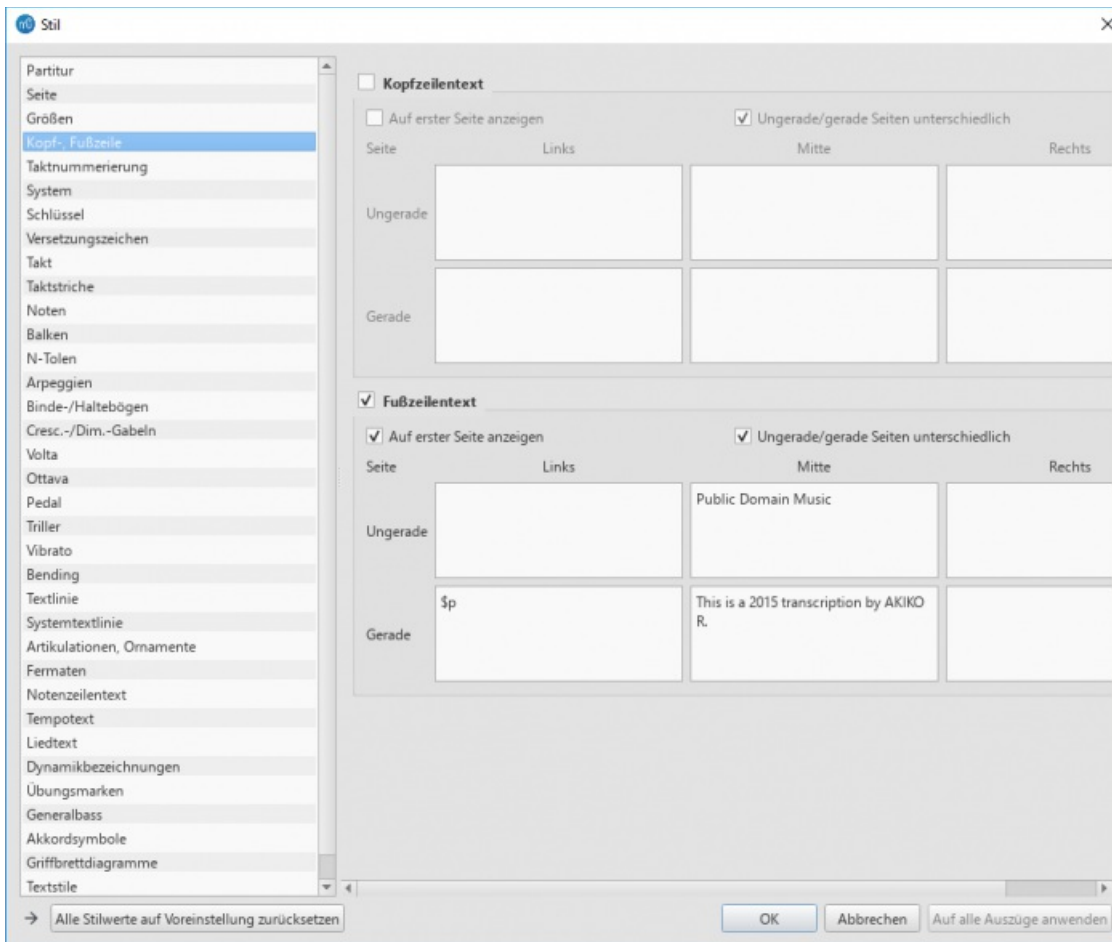 Stil
Partitur
Seite
Größen
Kopf-, Fußzeile
Taktnummerierung
System
Schlüssel
Versetzungszeichen
Takt
Taktstriche
Noten
Balken
N-Tolen
Arpeggien
Binde-/Haltebögen
Cresc.-/Dim.-Gabeln
Volta
Ottava
Pedal
Triller
Vibrato
Bending
Textlinie
Systemtextlinie
Artikulationen, Ornamente
Fermaten
Notenzeilentext
Tempotext
Liedtext
Dynamikbezeichnungen
Übungsmarken
Generalbass
Akkordsymbole
Griffbrettdiagramme
Textstile
Kopfzeilentext
Auf erster Seite anzeigen Ungerade/gerade Seiten unterschiedlich
Seite Links Mitte Rechts
Ungerade
Gerade
Fußzeilentext
Auf erster Seite anzeigen Ungerade/gerade Seiten unterschiedlich
Seite Links Mitte Rechts
Public Domain Music
Ungerade
$p This is a 2015 transcription by AKIKO
R.
Gerade
Alle Stilwerte auf Voreinstellung zurücksetzen OK Abbrechen Auf alle Auszüge anwenden